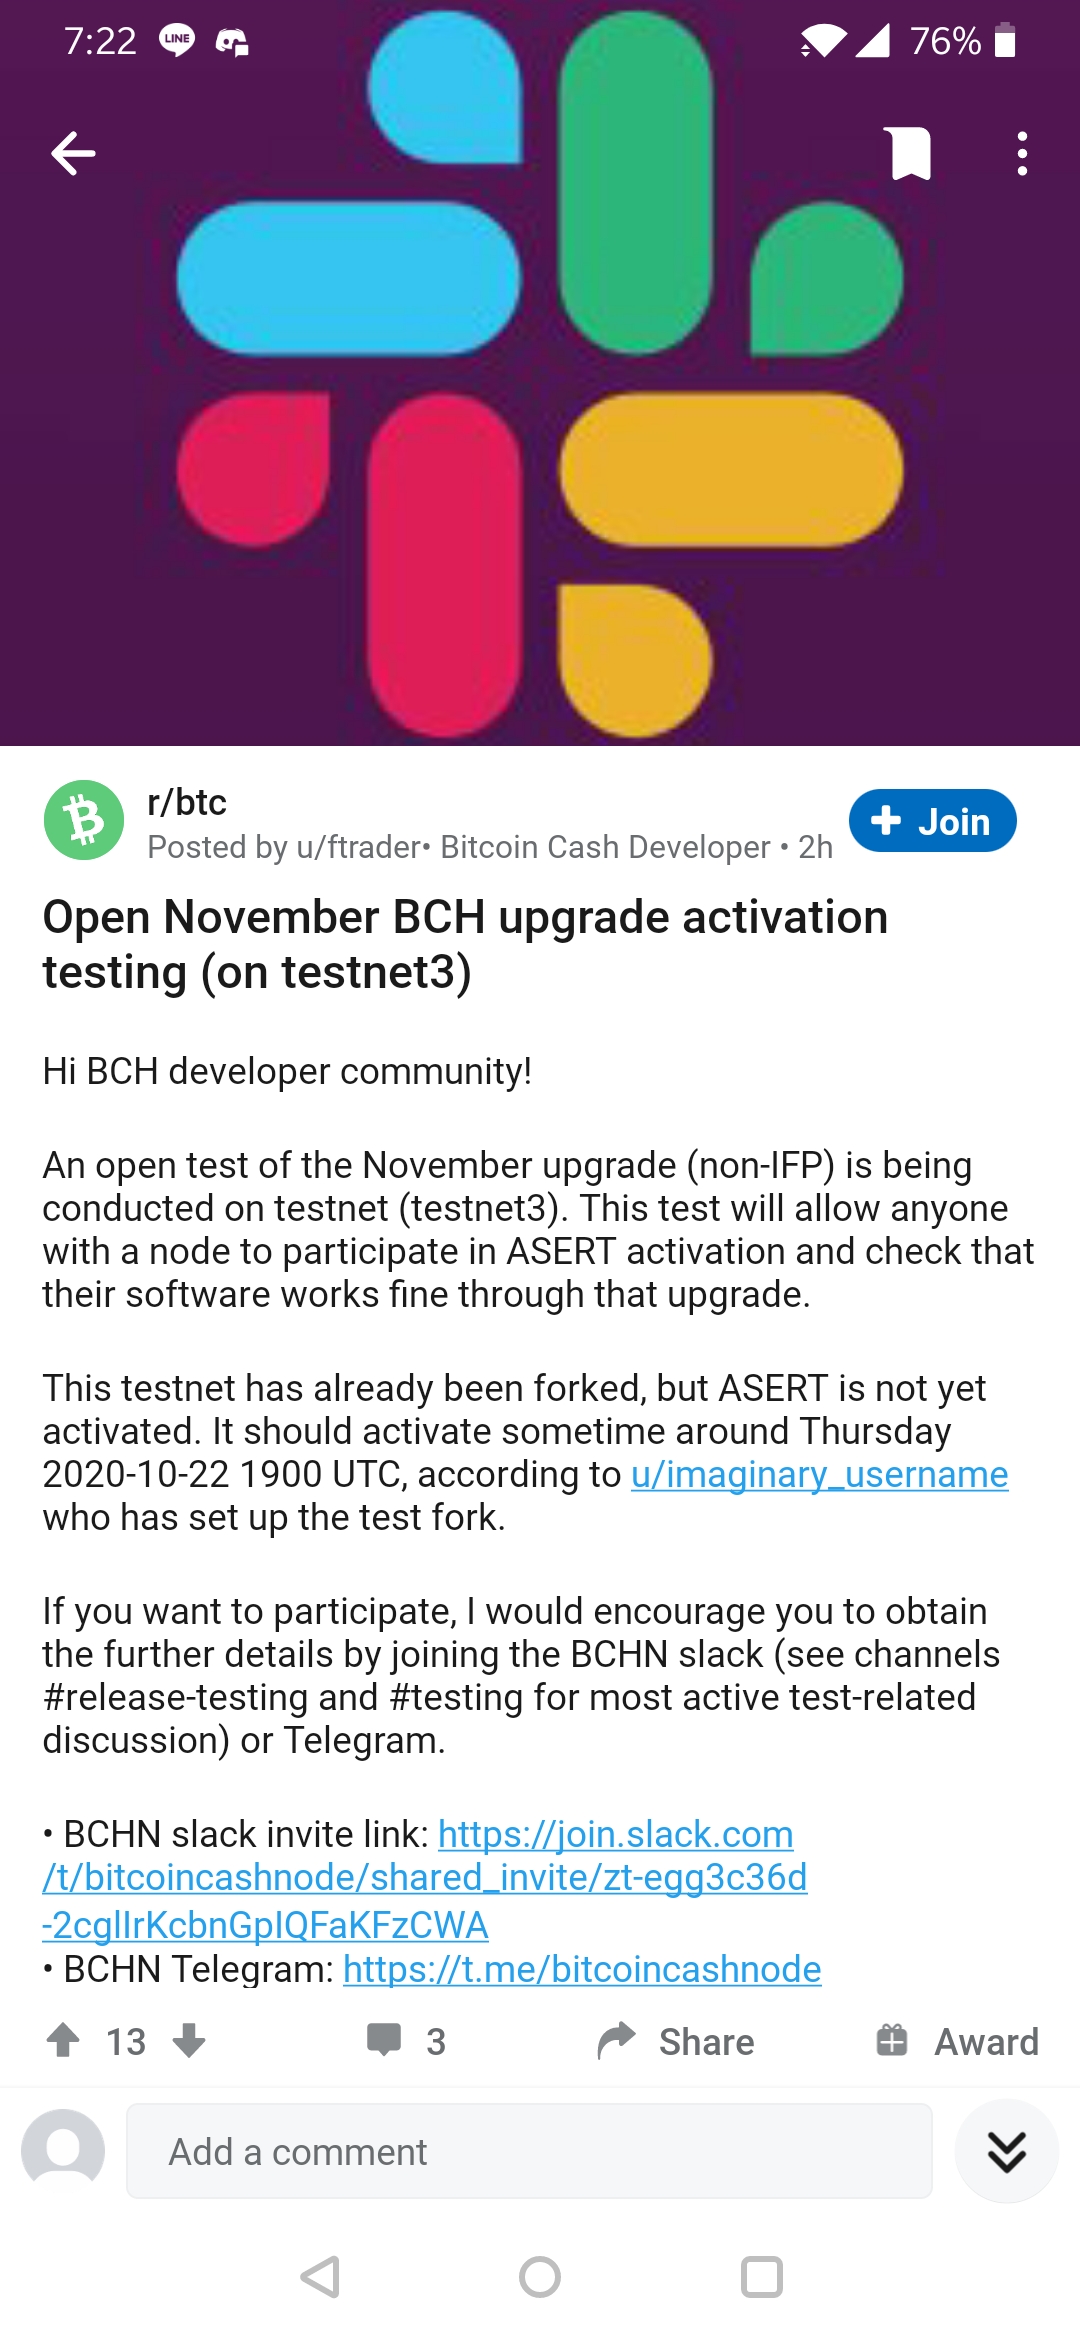 7:22 LINE 76%
r/btc
Posted by u/ftrader• Bitcoin Cash Developer • 2h
Join
Open November BCH upgrade activation
testing (on testnet3)
Hi BCH developer community!
An open test of the November upgrade (non-IFP) is being
conducted on testnet (testnet3). This test will allow anyone
with a node to participate in ASERT activation and check that
their software works fine through that upgrade.
This testnet has already been forked, but ASERT is not yet
activated. It should activate sometime around Thursday
2020-10-22 1900 UTC, according to u/imaginary_username
who has set up the test fork.
If you want to participate, I would encourage you to obtain
the further details by joining the BCHN slack (see channels
#release-testing and #testing for most active test-related
discussion) or Telegram.
• BCHN slack invite link: https://join.slack.com
/t/bitcoincashnode/shared_invite/zt-egg3c36d
-2cglIrKcbnGpIQFaKFzCWA
• BCHN Telegram: https://t.me/bitcoincashnode
13 3 Share Award
Add a comment